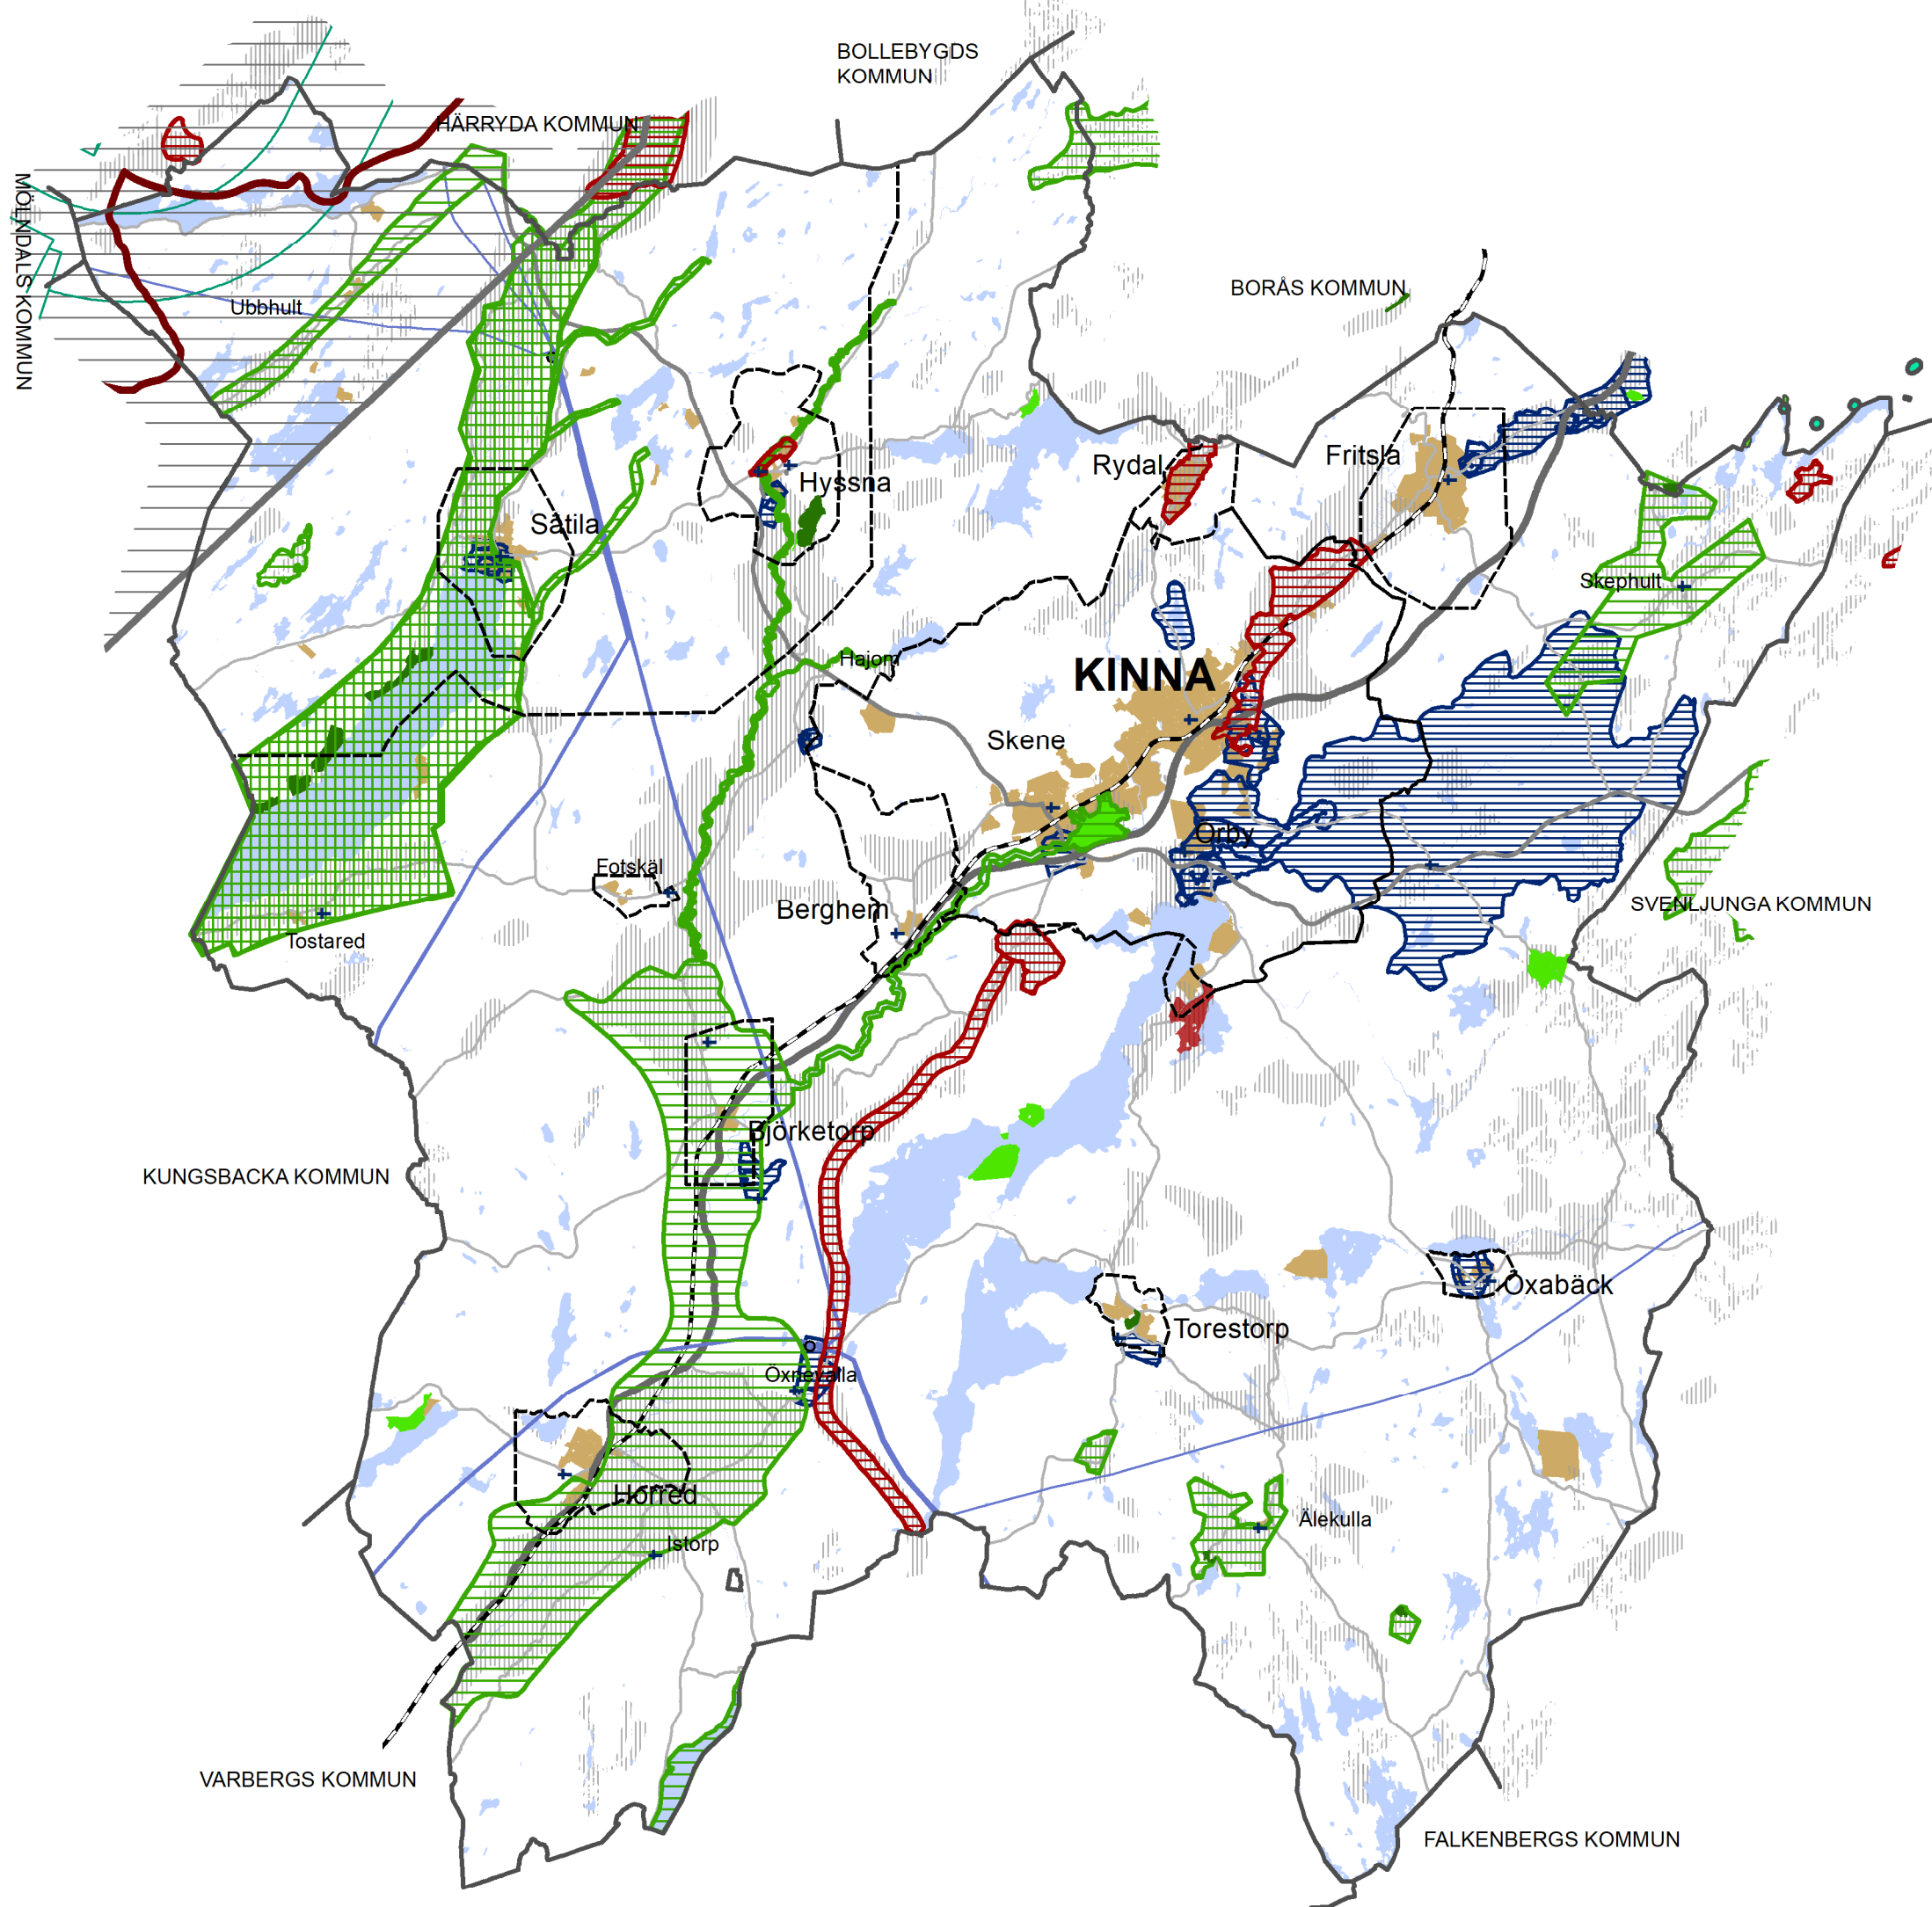 BOLLEBYGDS
KOMMUN
HÄRRYDA KOMMUN
MÖLNDALS KOMMUN
BORÅS KOMMUN
Ubbhult
Rydal
Fritsla
Hyssna
Sätila
Skephult
Hajom
KINNA
Skene
Örby
Fotskäl
Berghem
SVENLJUNGA KOMMUN
Tostared
Björketorp
KUNGSBACKA KOMMUN
Öxabäck
Torestorp
Öxnevalla
Horred
Älekulla
Istorp
VARBERGS KOMMUN
FALKENBERGS KOMMUN